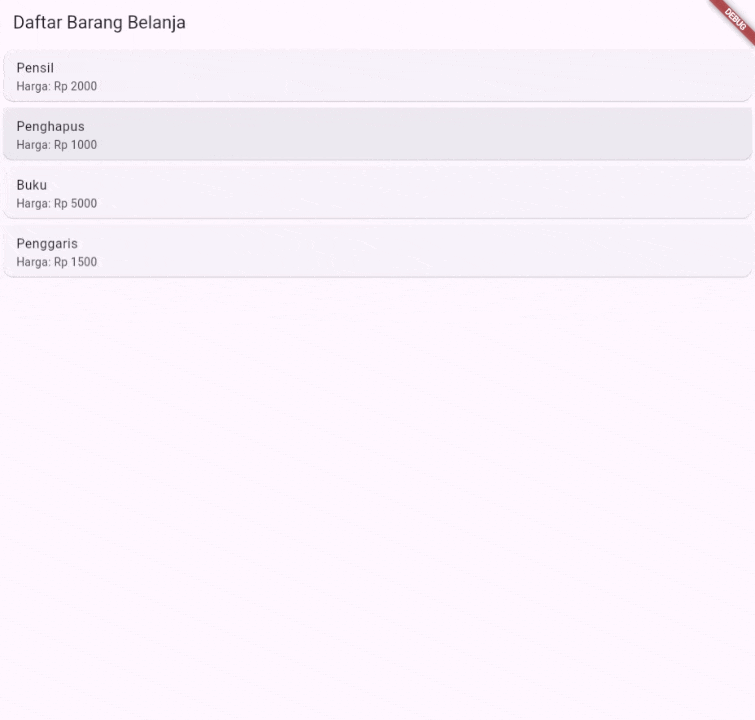 Daftar Barang Belanja
DEBUG
Pensil
Harga: Rp 2000
Penghapus
Harga: Rp 1000
Buku
Harga: Rp 5000
Penggaris
Harga: Rp 1500